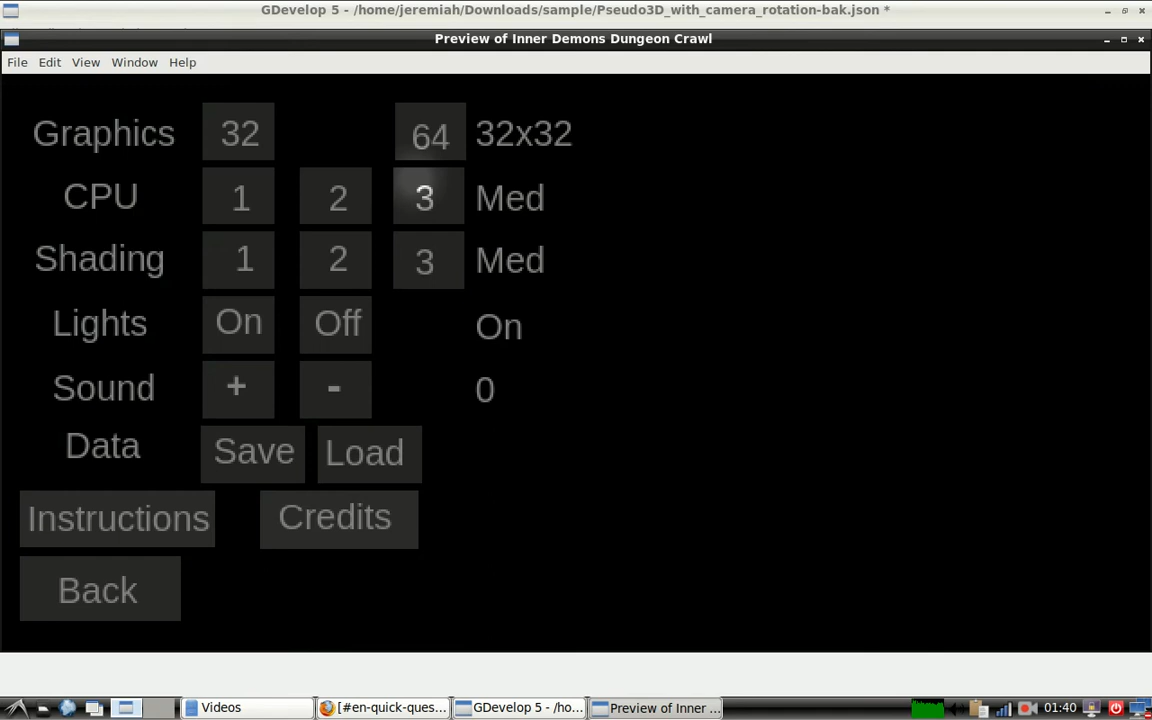 GDevelop 5 - /home/jeremiah/Downloads/sample/Pseudo3D_with_camera_rotation-bak.json *
Preview of Inner Demons Dungeon Crawl
File Edit View Window Help
Graphics 32 64 32x32
CPU 1 2 3 Med
Shading 1 2 3 Med
Lights On Off On
Sound + - 0
Data Save Load
Instructions Credits
Back
Videos [#en-quick-ques... GDevelop 5 - /ho... Preview of Inner ... 01:40